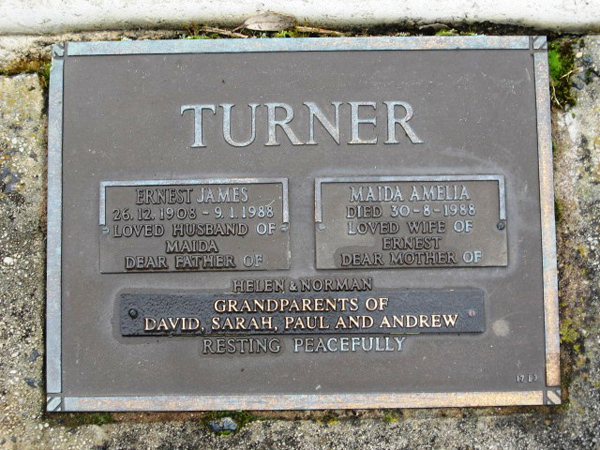 TURNER
ERNEST JAMES
26.12.1908 - 9.1.1988
LOVED HUSBAND OF
MAIDA
DEAR FATHER OF
MAIDA AMELIA
DIED 30-8-1988
LOVED WIFE OF
ERNEST
DEAR MOTHER OF
HELEN & NORMAN
GRANDPARENTS OF
DAVID, SARAH, PAUL AND ANDREW
RESTING PEACEFULLY